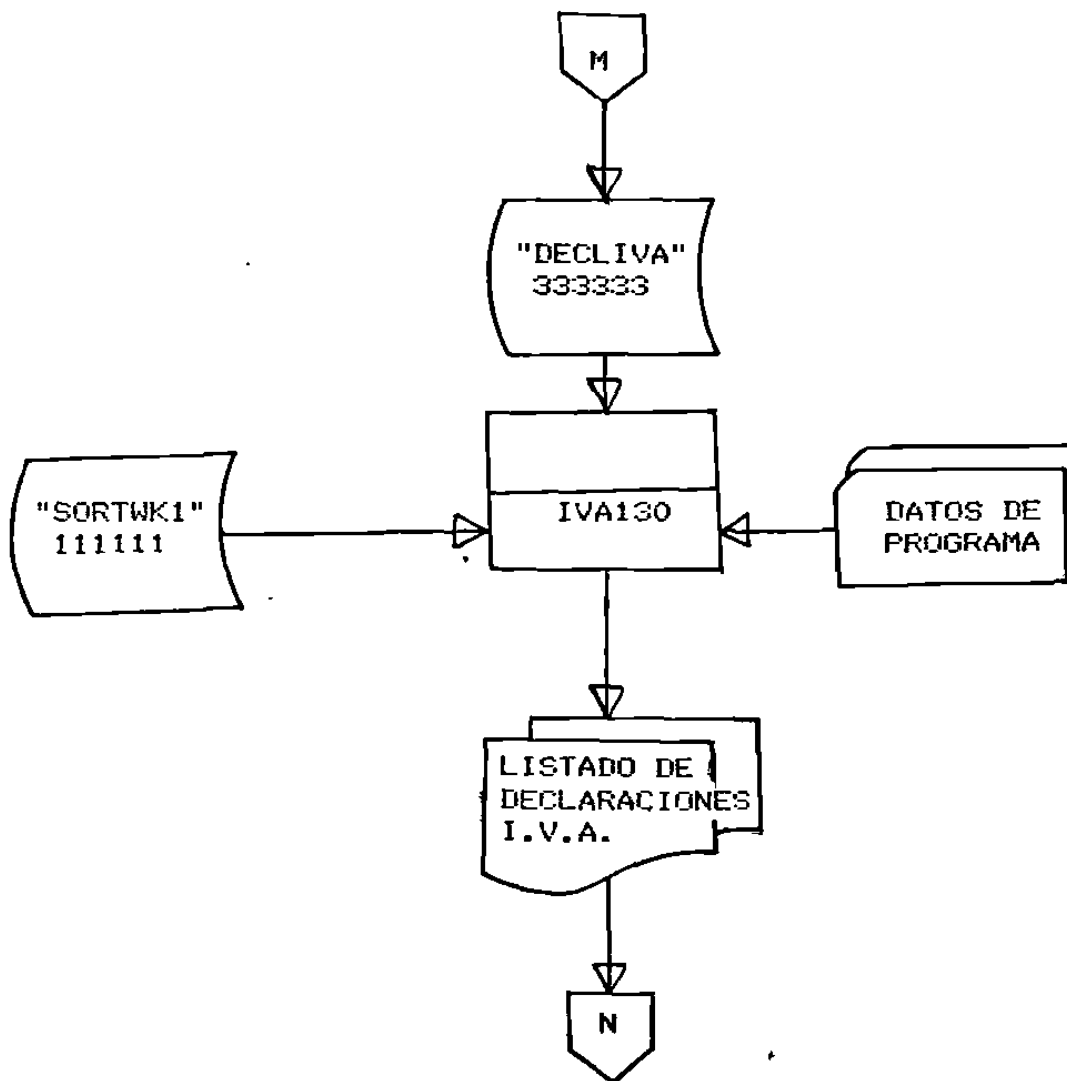 M
"DECLIVA"
333333
"SORTWK1"
111111
IVA130
DATOS DE
PROGRAMA
LISTADO DE
DECLARACIONES
I.V.A.
N